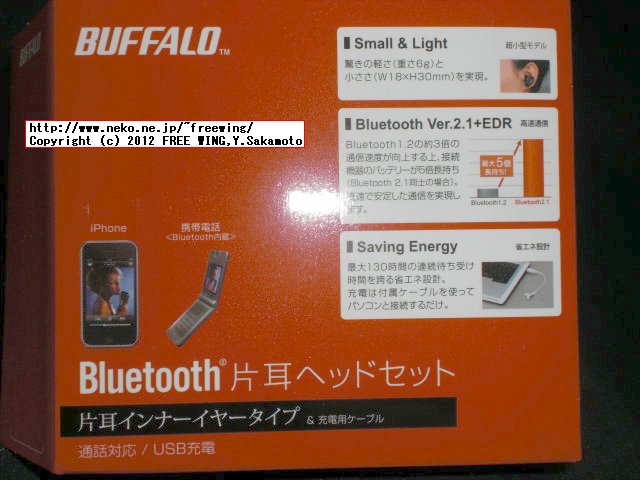 BUFFALO™
http://www.neko.ne.jp/~freewing/
Copyright (c) 2012 FREE WING,Y.Sakamoto
Small & Light
超小型モデル
驚きの軽さ(重さ6g)と
小ささ(W18×H30mm)を実現。
Bluetooth Ver.2.1+EDR
高速通信
Bluetooth1.2の約3倍の
通信速度が向上する上、接続
機器のバッテリーが5倍長持ち
(Bluetooth 2.1同士の場合)。
高速で安定した通信を実現し
ます。
最大5倍
長持ち!
Bluetooth1.2
Bluetooth2.1
Saving Energy
省エネ設計
最大130時間の連続待ち受け
時間を誇る省エネ設計。
充電は付属ケーブルを使って
パソコンと接続するだけ。
iPhone
携帯電話
<Bluetooth内蔵>
Bluetooth® 片耳ヘッドセット
片耳インナーイヤータイプ & 充電用ケーブル
通話対応 / USB充電